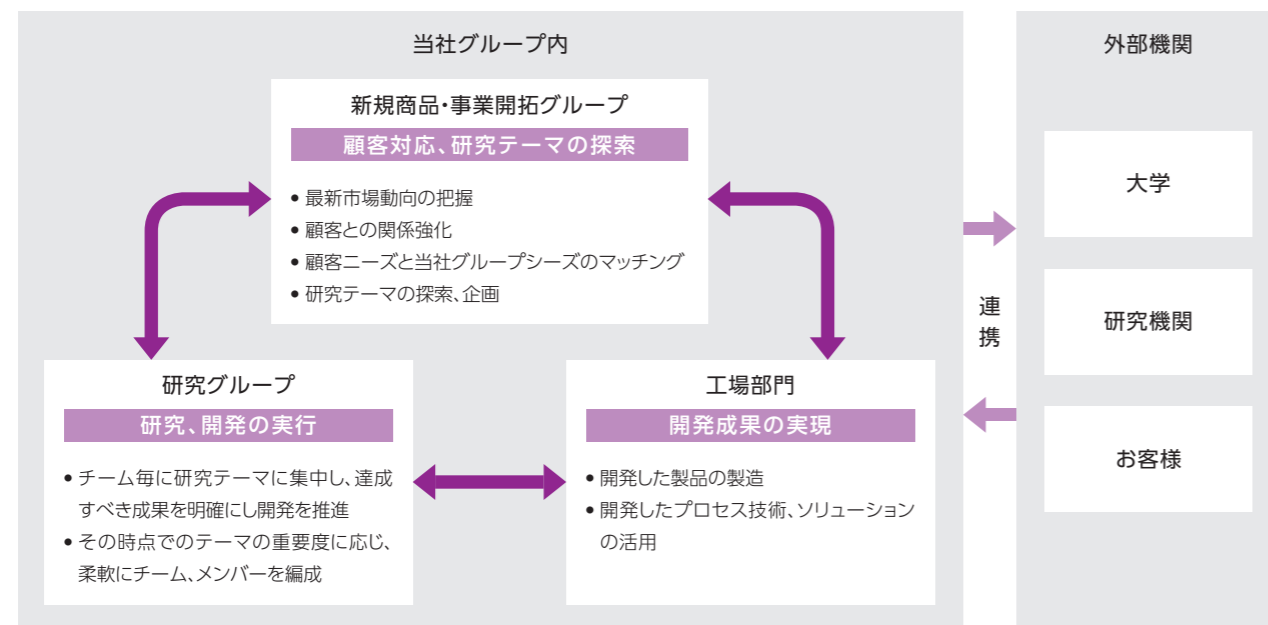 当社グループ内
新規商品・事業開拓グループ
顧客対応、研究テーマの探索
• 最新市場動向の把握
• 顧客との関係強化
• 顧客ニーズと当社グループシーズのマッチング
• 研究テーマの探索、企画
研究グループ
研究、開発の実行
• チーム毎に研究テーマに集中し、達成
すべき成果を明確にし開発を推進
• その時点でのテーマの重要度に応じ、
柔軟にチーム、メンバーを編成
工場部門
開発成果の実現
• 開発した製品の製造
• 開発したプロセス技術、ソリューション
の活用
連携
外部機関
大学
研究機関
お客様